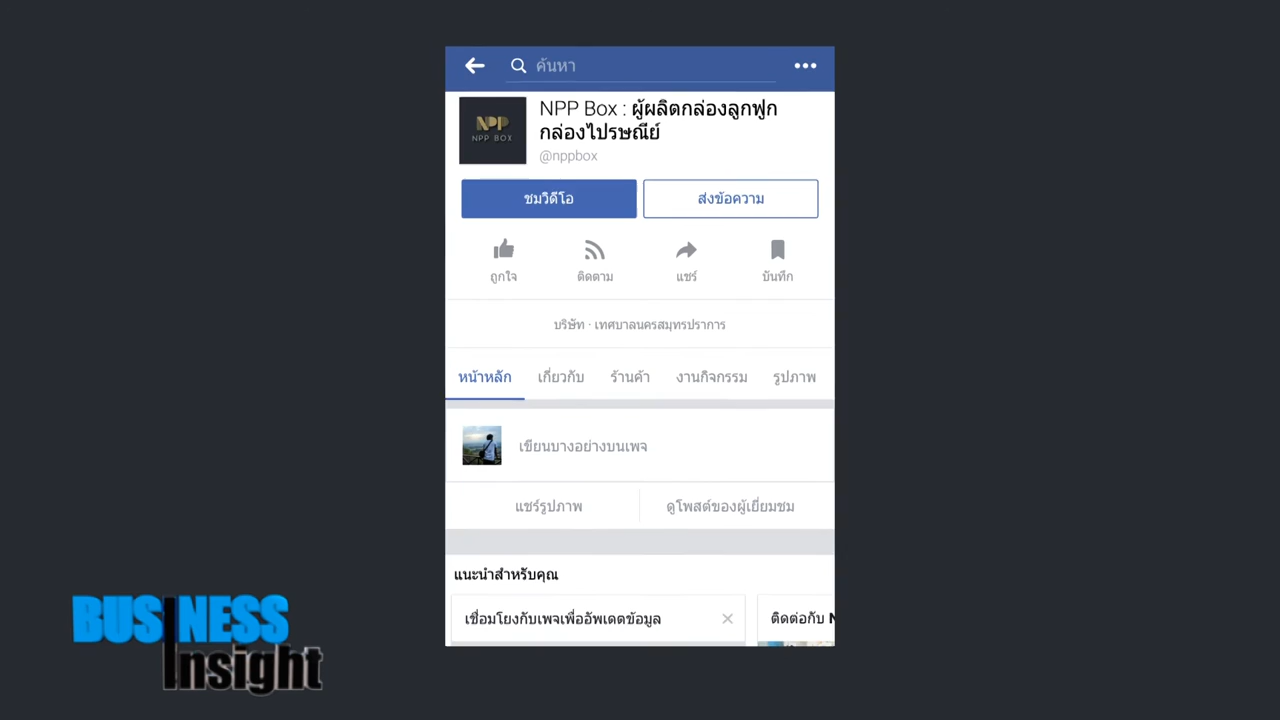 ค้นหา
NPP
NPP BOX
NPP Box : ผู้ผลิตกล่องลูกฟูก
กล่องไปรษณีย์
@nppbox
ชมวิดีโอ
ส่งข้อความ
ถูกใจ
ติดตาม
แชร์
บันทึก
บริษัท · เทศบาลนครสมุทรปราการ
หน้าหลัก
เกี่ยวกับ
ร้านค้า
งานกิจกรรม
รูปภาพ
เขียนบางอย่างบนเพจ
แชร์รูปภาพ
ดูโพสต์ของผู้เยี่ยมชม
แนะนำสำหรับคุณ
เชื่อมโยงกับเพจเพื่ออัพเดตข้อมูล
ติดต่อกับ N
BUSINESS
Insight